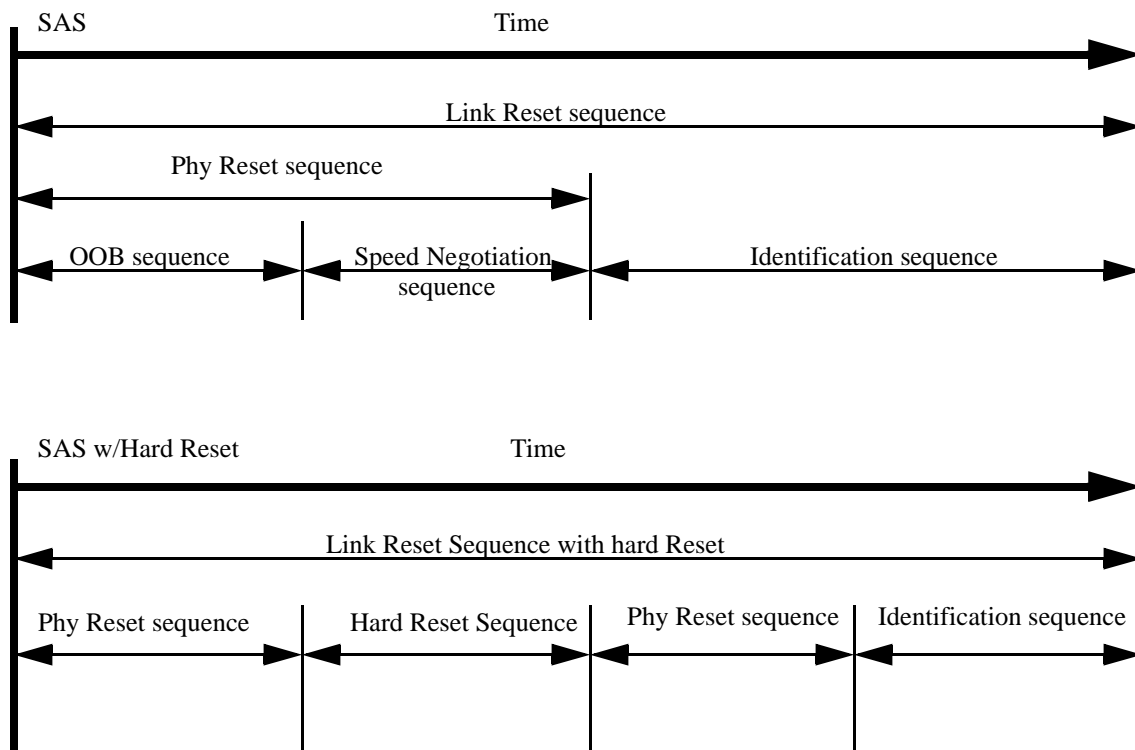 SAS
Time
Link Reset sequence
Phy Reset sequence
OOB sequence
Speed Negotiation
sequence
Identification sequence
SAS w/Hard Reset
Time
Link Reset Sequence with hard Reset
Phy Reset sequence
Hard Reset Sequence
Phy Reset sequence
Identification sequence